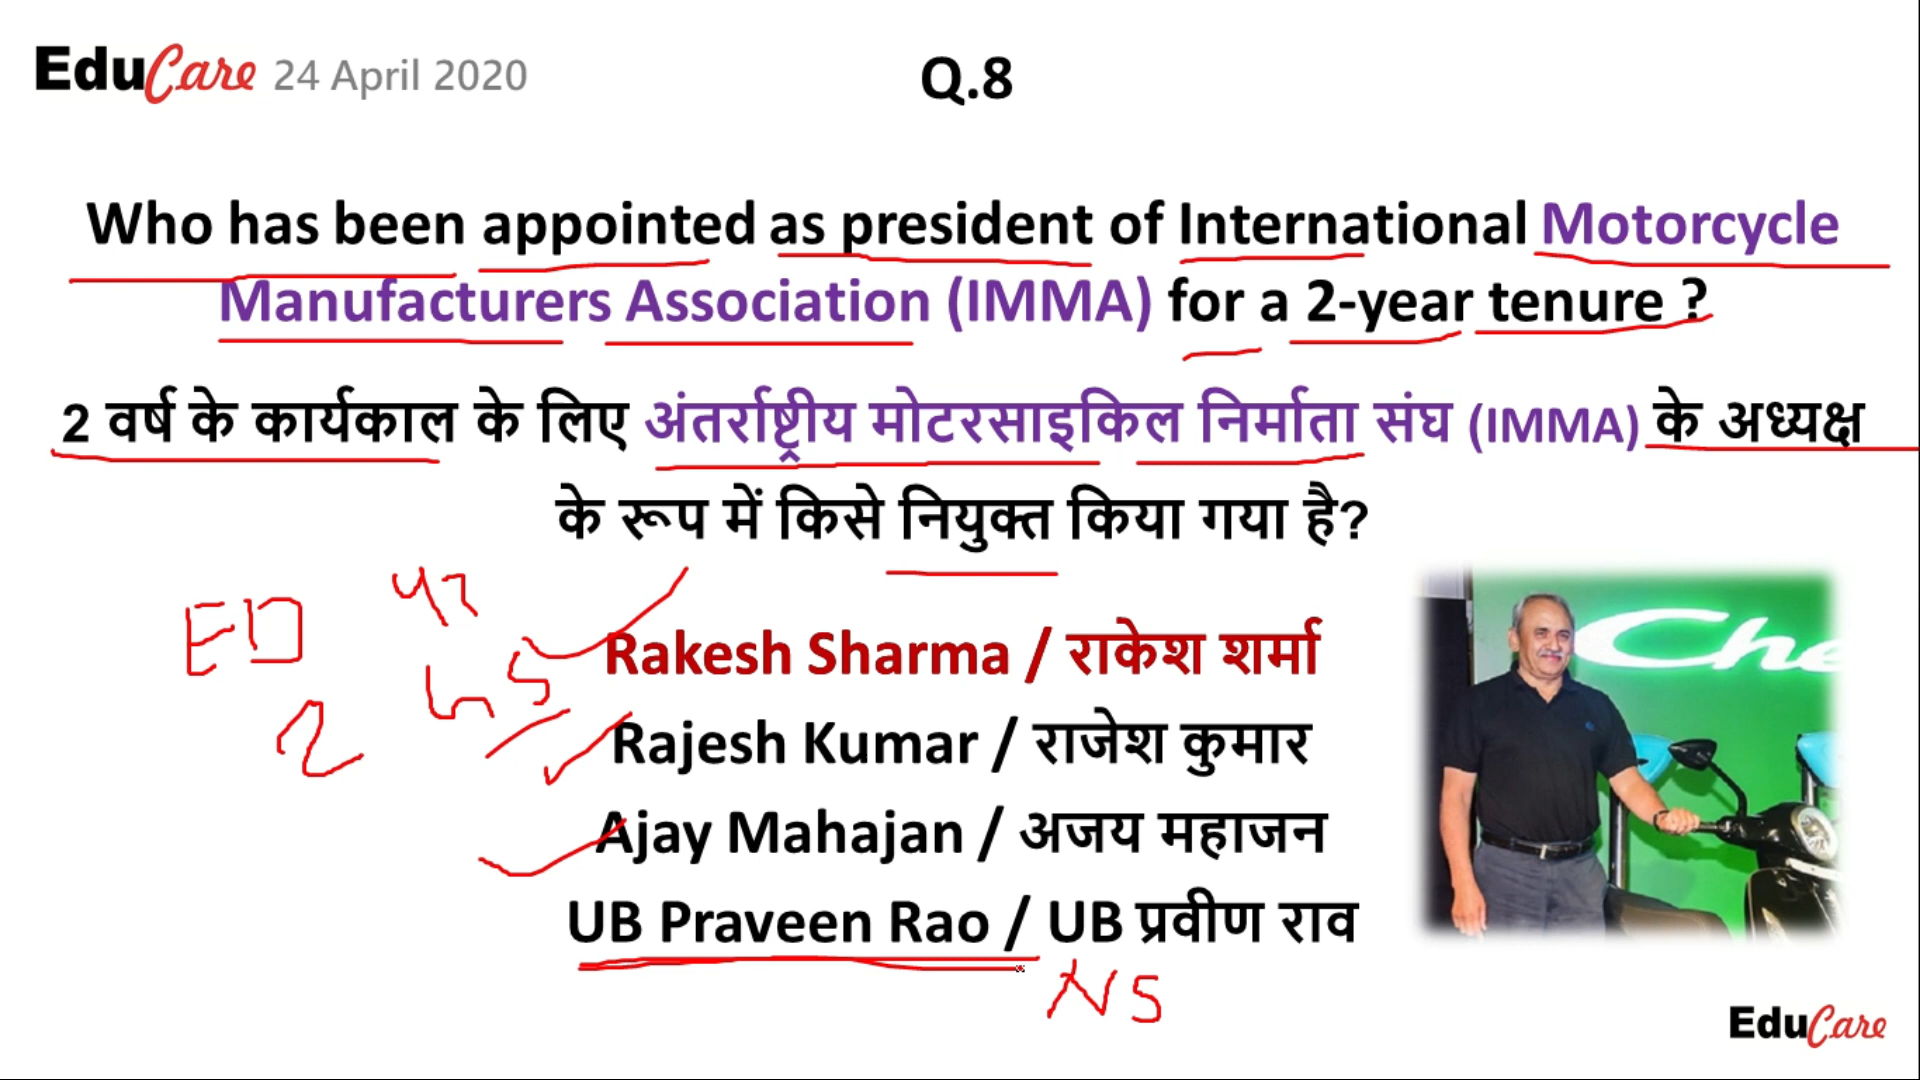 EduCare 24 April 2020
Q.8
Who has been appointed as president of International Motorcycle
Manufacturers Association (IMMA) for a 2-year tenure ?
2 वर्ष के कार्यकाल के लिए अंतर्राष्ट्रीय मोटरसाइकिल निर्माता संघ (IMMA) के अध्यक्ष
के रूप में किसे नियुक्त किया गया है?
ED
2
Rakesh Sharma / राकेश शर्मा
Rajesh Kumar / राजेश कुमार
Ajay Mahajan / अजय महाजन
UB Praveen Rao / UB प्रवीण राव
NS
Che
EduCare